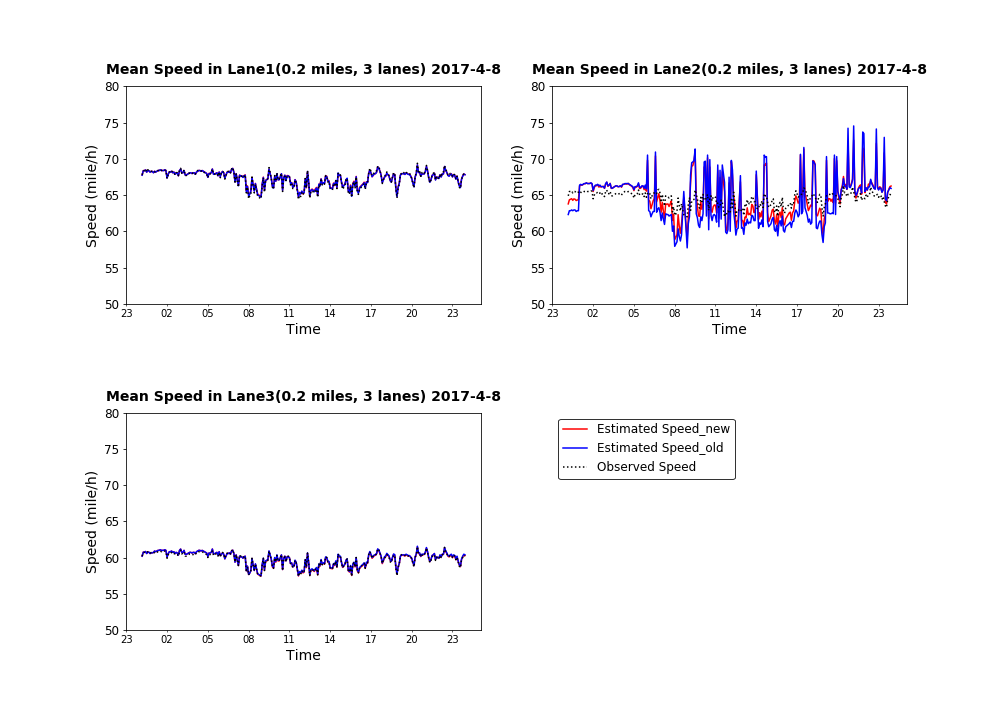 Mean Speed in Lane1(0.2 miles, 3 lanes) 2017-4-8
80
75
70
65
60
55
50
Speed (mile/h)
23 02 05 08 11 14 17 20 23
Time
Mean Speed in Lane2(0.2 miles, 3 lanes) 2017-4-8
80
75
70
65
60
55
50
Speed (mile/h)
23 02 05 08 11 14 17 20 23
Time
Mean Speed in Lane3(0.2 miles, 3 lanes) 2017-4-8
80
75
70
65
60
55
50
Speed (mile/h)
23 02 05 08 11 14 17 20 23
Time
Estimated Speed_new
Estimated Speed_old
Observed Speed